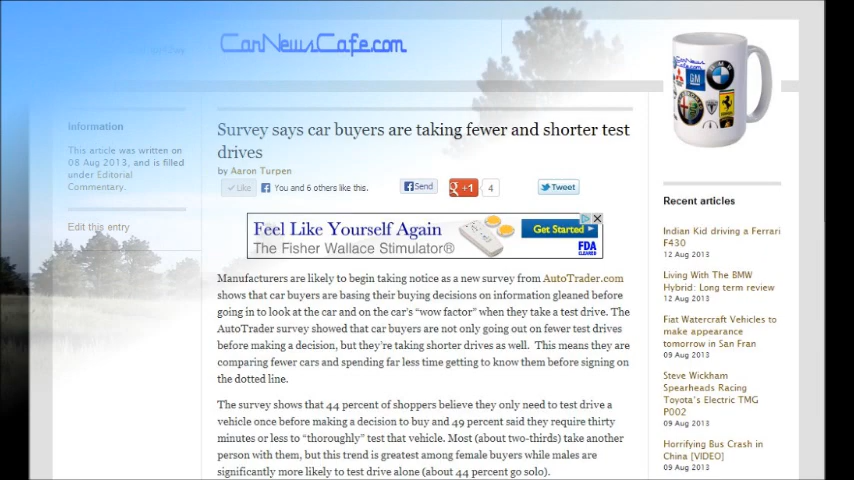 CarNewsCafe.com
Information
This article was written on
08 Aug 2013, and is filled
under Editorial
Commentary.
Edit this entry
Survey says car buyers are taking fewer and shorter test
drives
by Aaron Turpen
Like
You and 6 others like this.
Send
+1
4
Tweet
Feel Like Yourself Again
The Fisher Wallace Stimulator®
Get Started
FDA
CLEARED
Manufacturers are likely to begin taking notice as a new survey from AutoTrader.com
shows that car buyers are basing their buying decisions on information gleaned before
going in to look at the car and on the car's "wow factor" when they take a test drive. The
AutoTrader survey showed that car buyers are not only going out on fewer test drives
before making a decision, but they're taking shorter drives as well. This means they are
comparing fewer cars and spending far less time getting to know them before signing on
the dotted line.
The survey shows that 44 percent of shoppers believe they only need to test drive a
vehicle once before making a decision to buy and 49 percent said they require thirty
minutes or less to "thoroughly" test that vehicle. Most (about two-thirds) take another
person with them, but this trend is greatest among female buyers while males are
significantly more likely to test drive alone (about 44 percent go solo).
CarNews
Cafe.com
BMW
GM
Recent articles
Indian Kid driving a Ferrari
F430
12 Aug 2013
Living With The BMW
Hybrid: Long term review
12 Aug 2013
Fiat Watercraft Vehicles to
make appearance
tomorrow in San Fran
09 Aug 2013
Steve Wickham
Spearheads Racing
Toyota's Electric TMG
P002
09 Aug 2013
Horrifying Bus Crash in
China [VIDEO]
09 Aug 2013